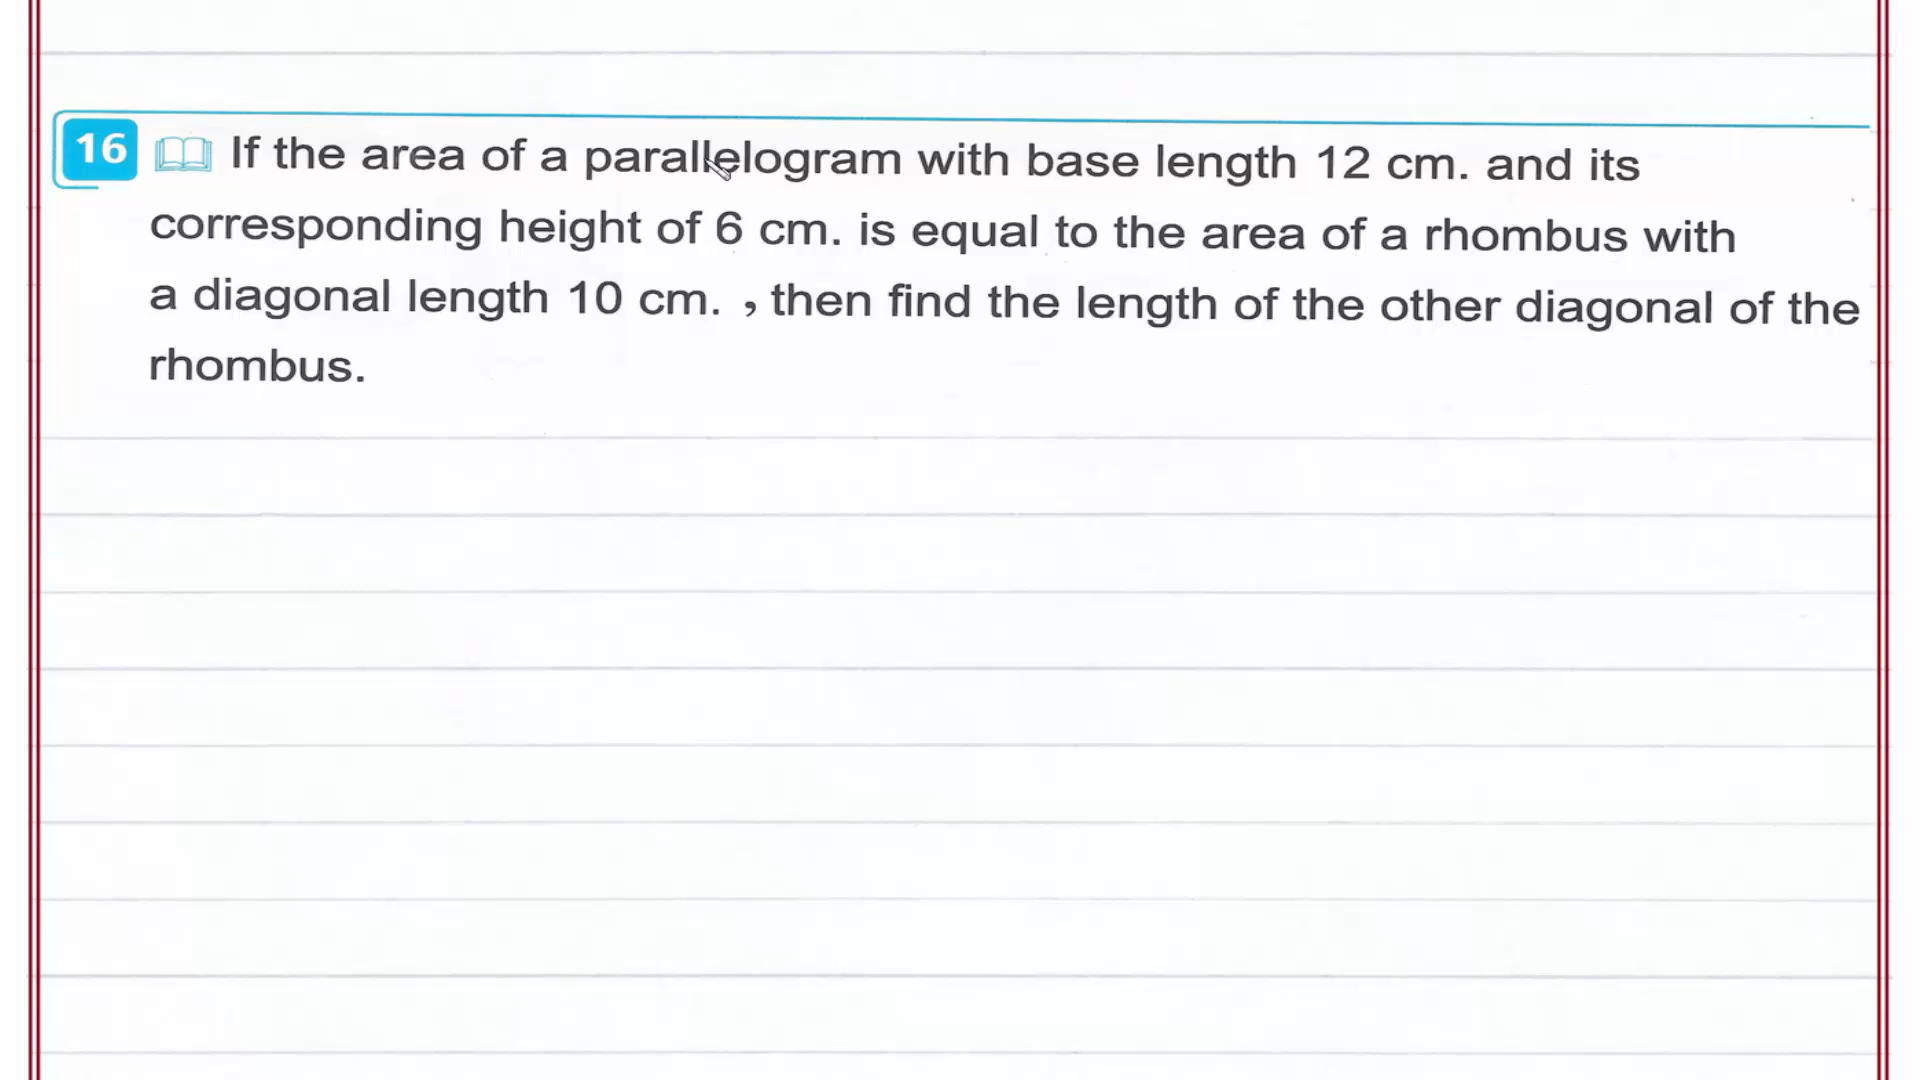 16 If the area of a parallelogram with base length 12 cm. and its
corresponding height of 6 cm. is equal to the area of a rhombus with
a diagonal length 10 cm. , then find the length of the other diagonal of the
rhombus.